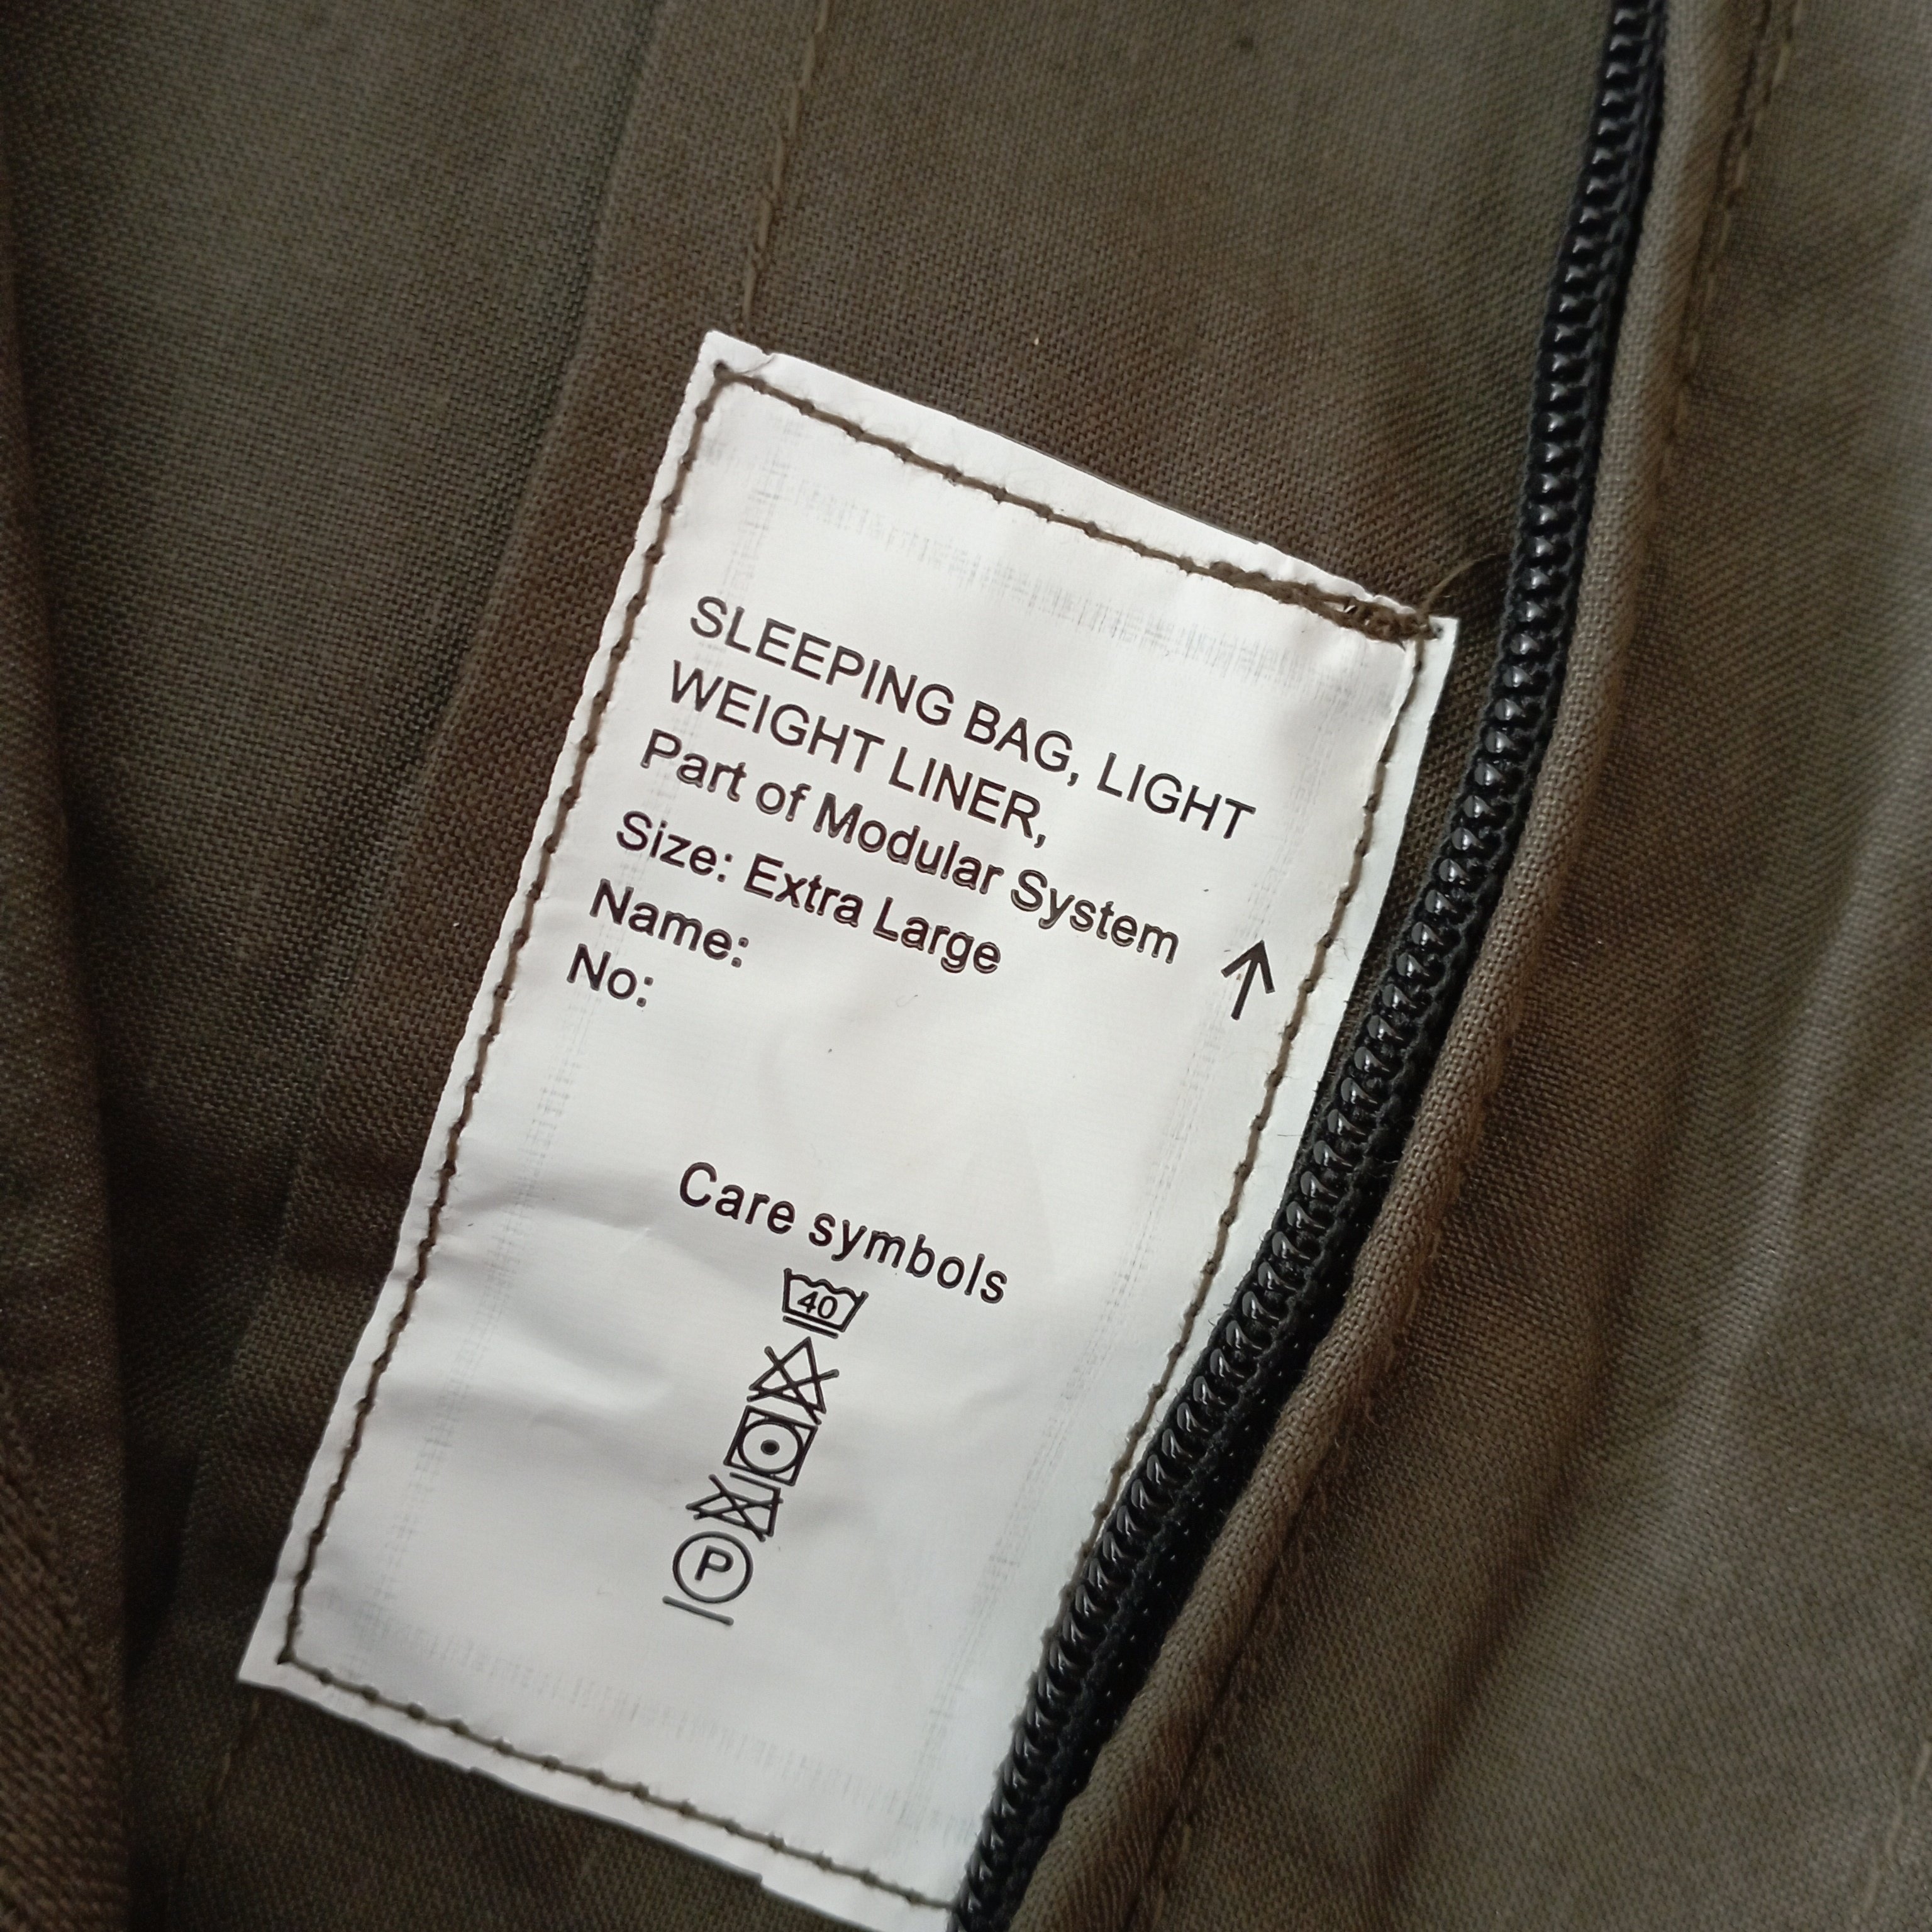 SLEEPING BAG, LIGHT
WEIGHT LINER,
Part of Modular System
Size: Extra Large
Name:
No:
Care symbols
40
P